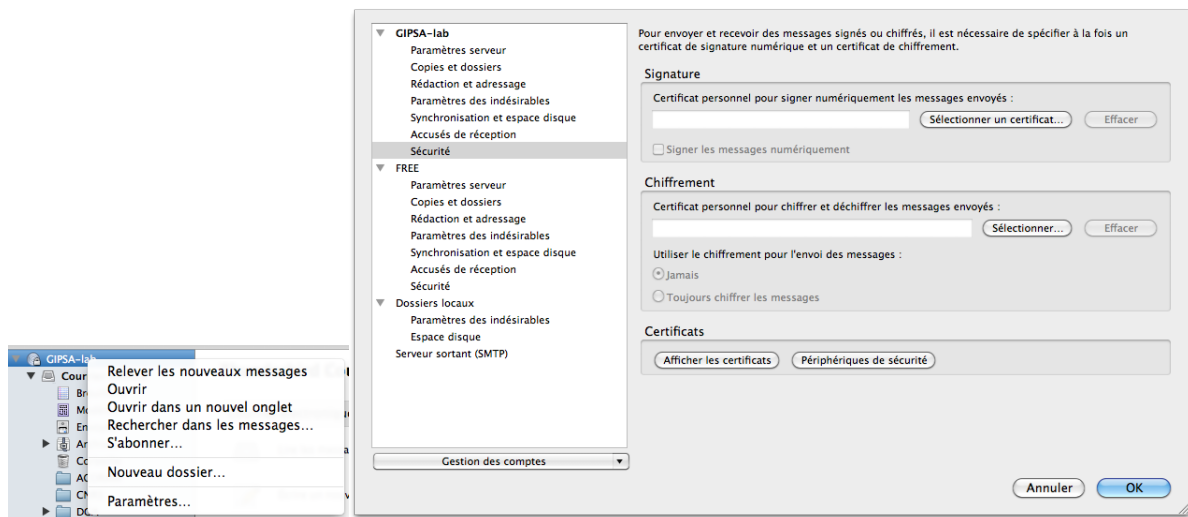 GIPSA-lab
Cour
Relever les nouveaux messages
Ouvrir
Ouvrir dans un nouvel onglet
Rechercher dans les messages...
S'abonner...
Nouveau dossier...
Paramètres...
GIPSA-lab
Paramètres serveur
Copies et dossiers
Rédaction et adressage
Paramètres des indésirables
Synchronisation et espace disque
Accusés de réception
Sécurité
FREE
Paramètres serveur
Copies et dossiers
Rédaction et adressage
Paramètres des indésirables
Synchronisation et espace disque
Accusés de réception
Sécurité
Dossiers locaux
Paramètres des indésirables
Espace disque
Serveur sortant (SMTP)
Gestion des comptes
Pour envoyer et recevoir des messages signés ou chiffrés, il est nécessaire de spécifier à la fois un
certificat de signature numérique et un certificat de chiffrement.
Signature
Certificat personnel pour signer numériquement les messages envoyés :
Sélectionner un certificat... Effacer
Signer les messages numériquement
Chiffrement
Certificat personnel pour chiffrer et déchiffrer les messages envoyés :
Sélectionner... Effacer
Utiliser le chiffrement pour l'envoi des messages :
Jamais
Toujours chiffrer les messages
Certificats
Afficher les certificats Périphériques de sécurité
Annuler OK